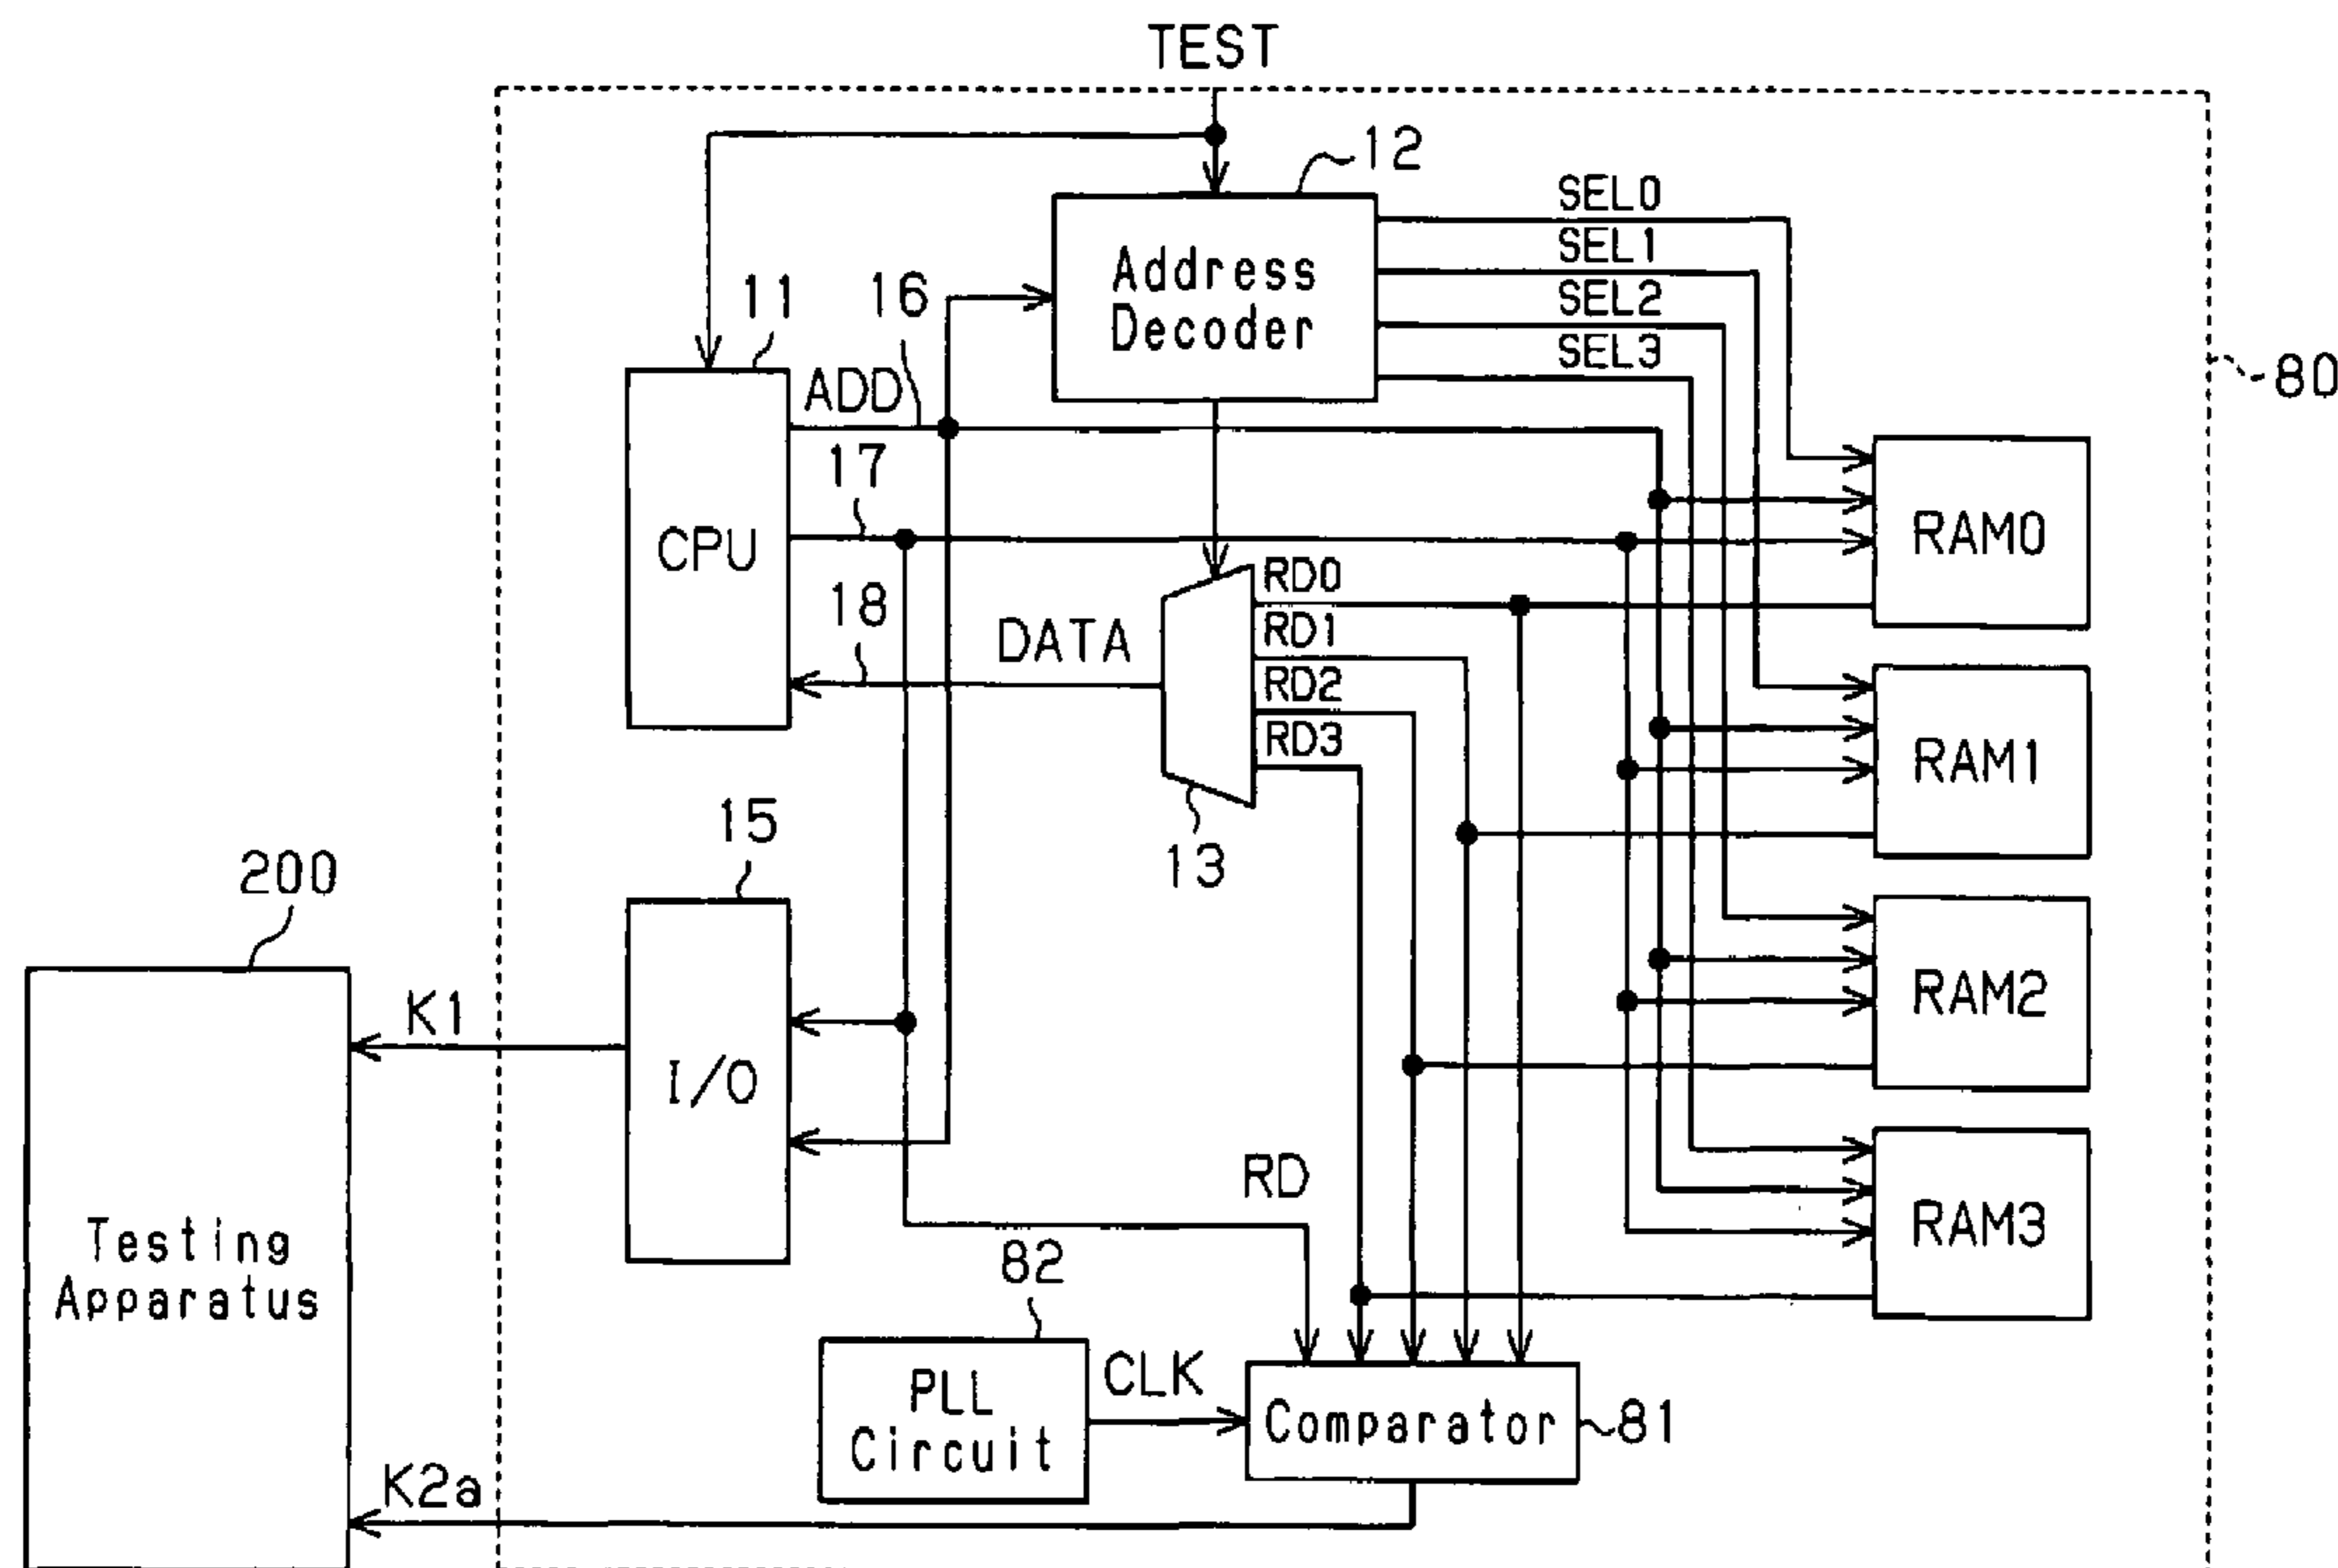 TEST
12
SEL0
SEL1
SEL2
SEL3
Address
Decoder
80
11
16
ADD
17
CPU
18
DATA
RD0
RD1
RD2
RD3
13
RAM0
RAM1
RAM2
RAM3
15
I/O
200
K1
Testing
Apparatus
RD
82
PLL
Circuit
CLK
Comparator
81
K2a